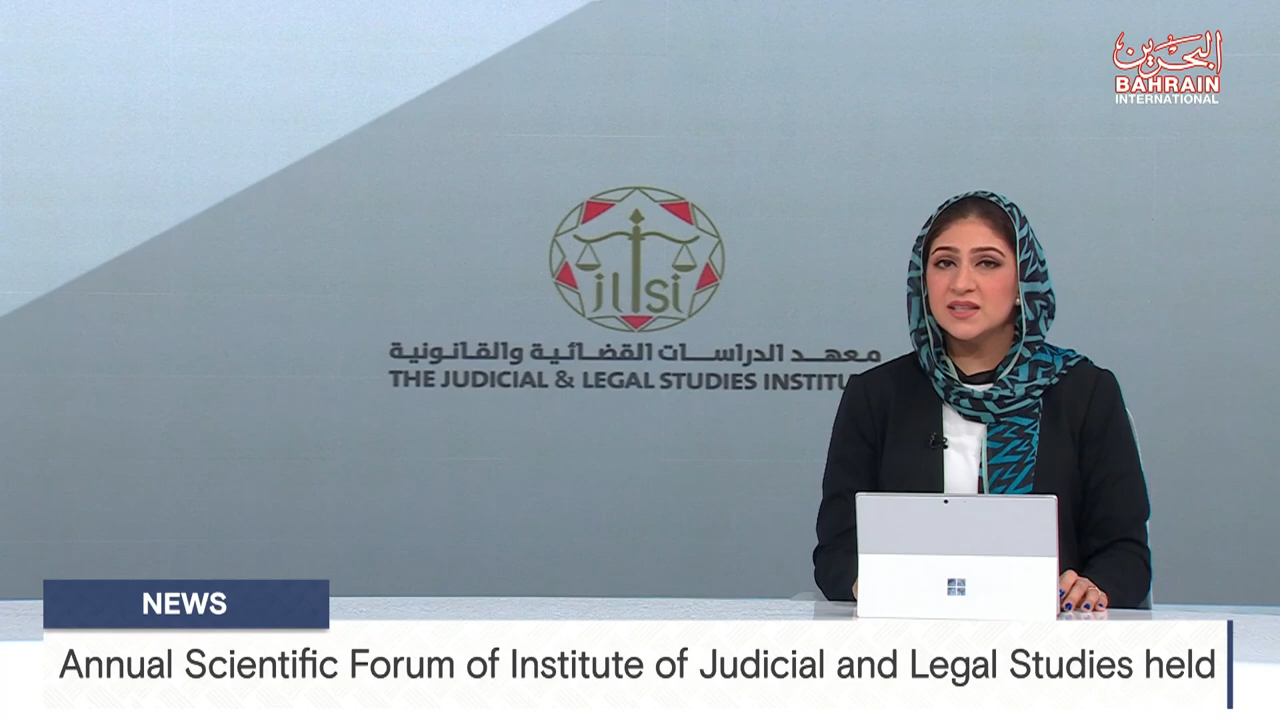 البحرين
BAHRAIN
INTERNATIONAL
jlsi
معهد الدراسات القضائية والقانونية
THE JUDICIAL & LEGAL STUDIES INSTITU
NEWS
Annual Scientific Forum of Institute of Judicial and Legal Studies held